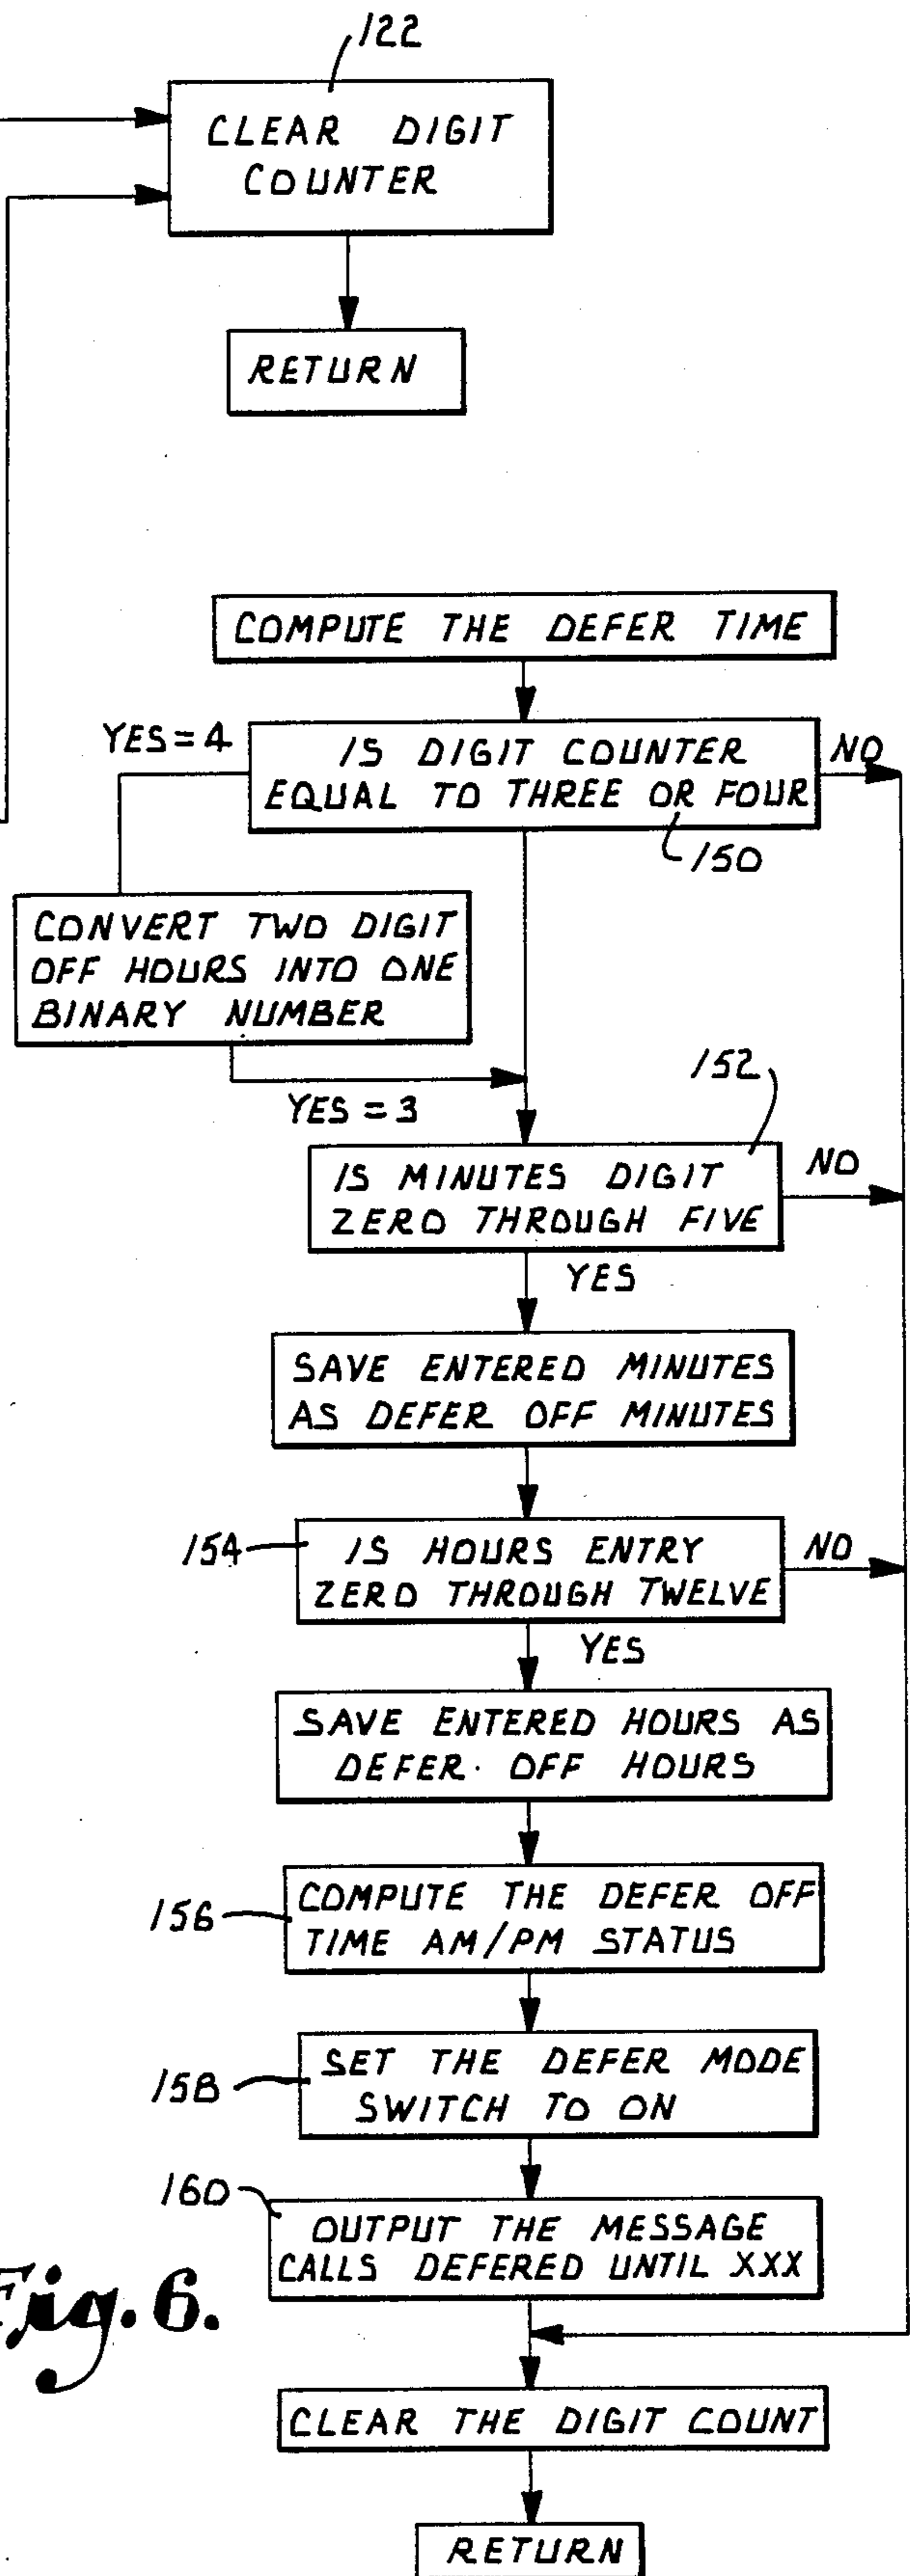 122
CLEAR DIGIT
COUNTER
RETURN
COMPUTE THE DEFER TIME
YES = 4
IS DIGIT COUNTER
EQUAL TO THREE OR FOUR
NO
150
CONVERT TWO DIGIT
OFF HOURS INTO ONE
BINARY NUMBER
YES = 3
152
IS MINUTES DIGIT
ZERO THROUGH FIVE
NO
YES
SAVE ENTERED MINUTES
AS DEFER OFF MINUTES
154
IS HOURS ENTRY
ZERO THROUGH TWELVE
NO
YES
SAVE ENTERED HOURS AS
DEFER OFF HOURS
156
COMPUTE THE DEFER OFF
TIME AM/PM STATUS
158
SET THE DEFER MODE
SWITCH TO ON
160
OUTPUT THE MESSAGE
CALLS DEFERED UNTIL XXX
Fig. 6.
CLEAR THE DIGIT COUNT
RETURN